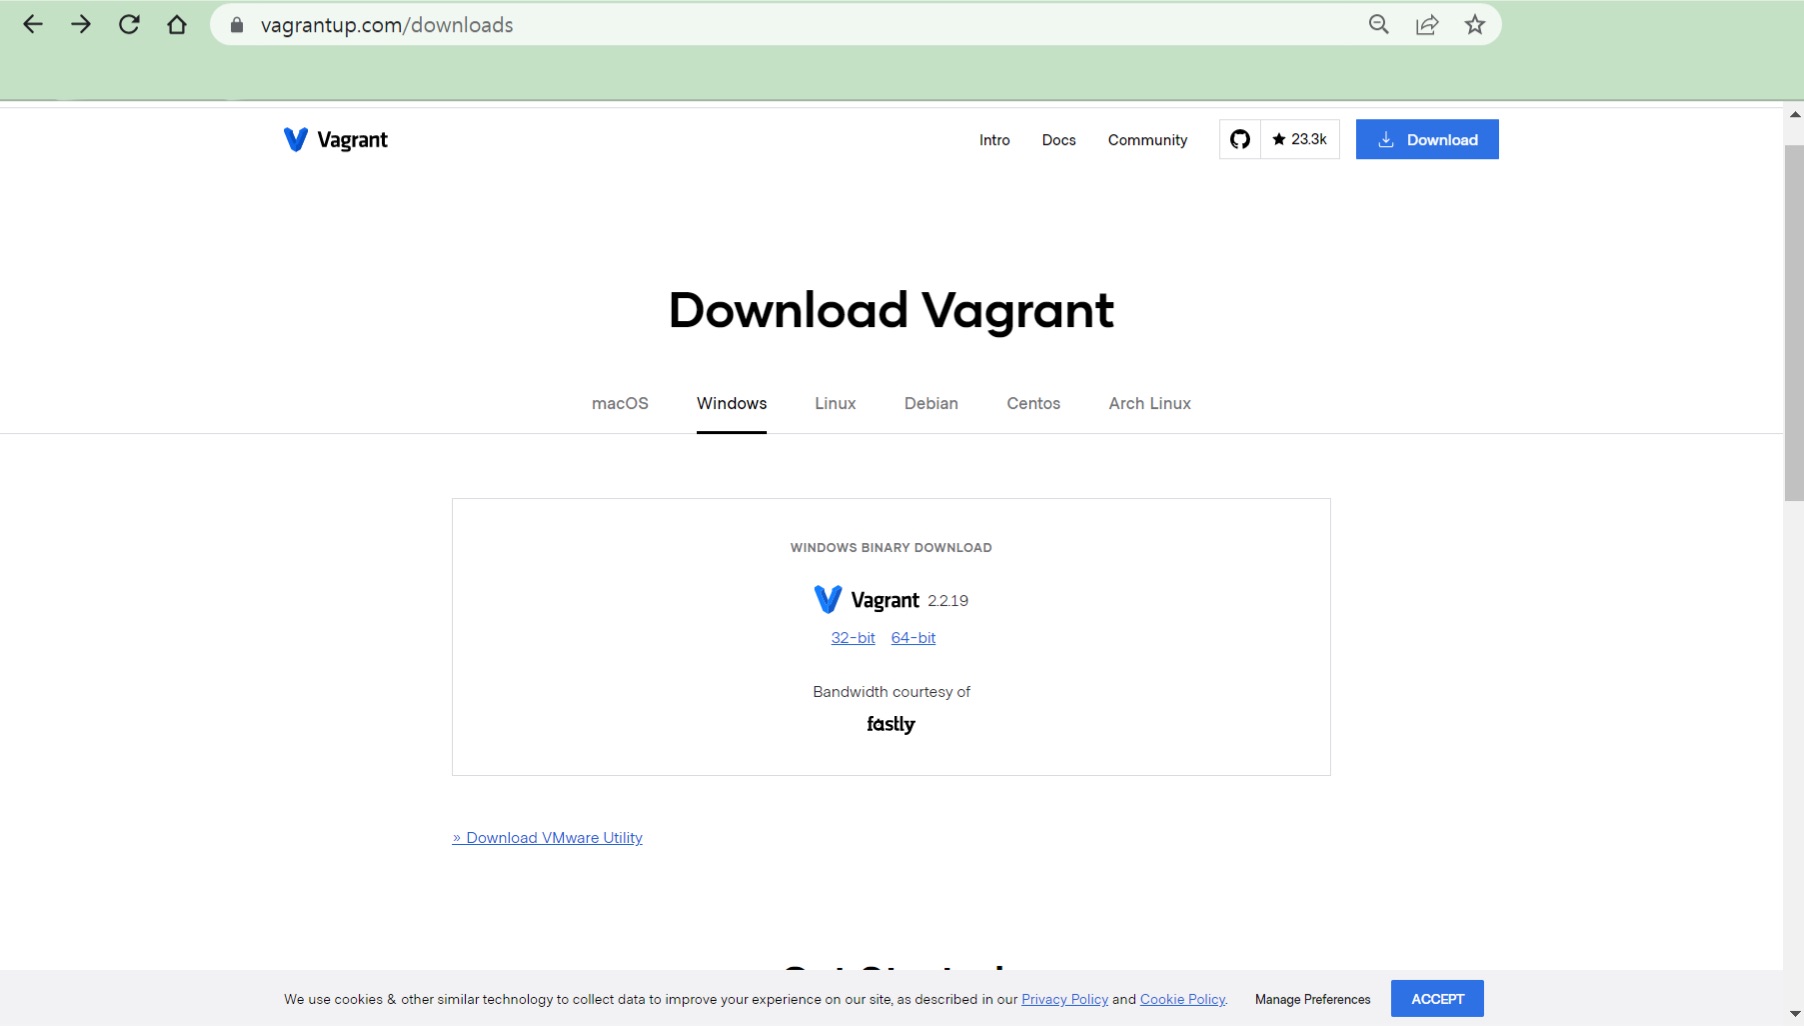 vagrantup.com/downloads
Vagrant
Intro Docs Community 23.3k Download
Download Vagrant
macOS Windows Linux Debian Centos Arch Linux
WINDOWS BINARY DOWNLOAD
Vagrant 2.2.19
32-bit 64-bit
Bandwidth courtesy of
fastly
» Download VMware Utility
We use cookies & other similar technology to collect data to improve your experience on our site, as described in our Privacy Policy and Cookie Policy. Manage Preferences ACCEPT